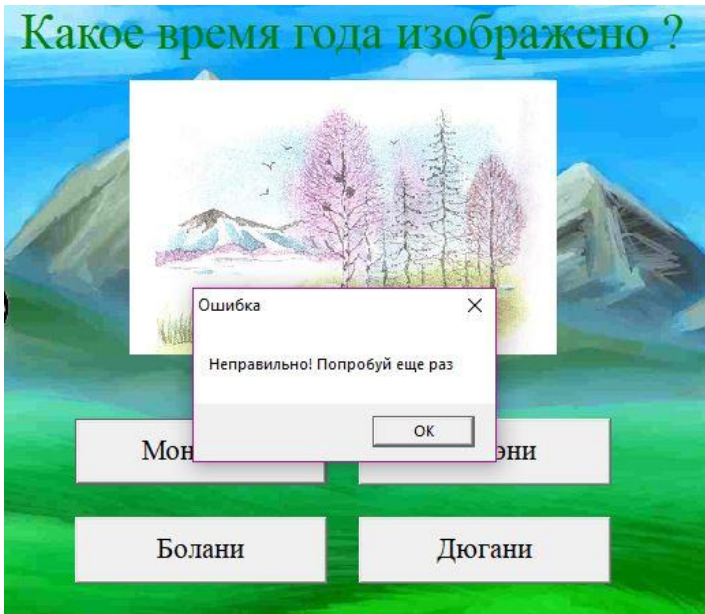 Какое время года изображено ?
Ошибка
Неправильно! Попробуй еще раз
OK
Болани
Дюгани